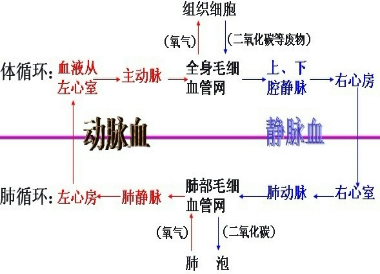 组织细胞
(氧气) (二氧化碳等废物)
体循环: 血液从左心室 主动脉 全身毛细血管网 上、下腔静脉 右心房
动脉血 静脉血
肺循环: 左心房 肺静脉 肺部毛细血管网 肺动脉 右心室
(氧气) (二氧化碳)
肺 泡